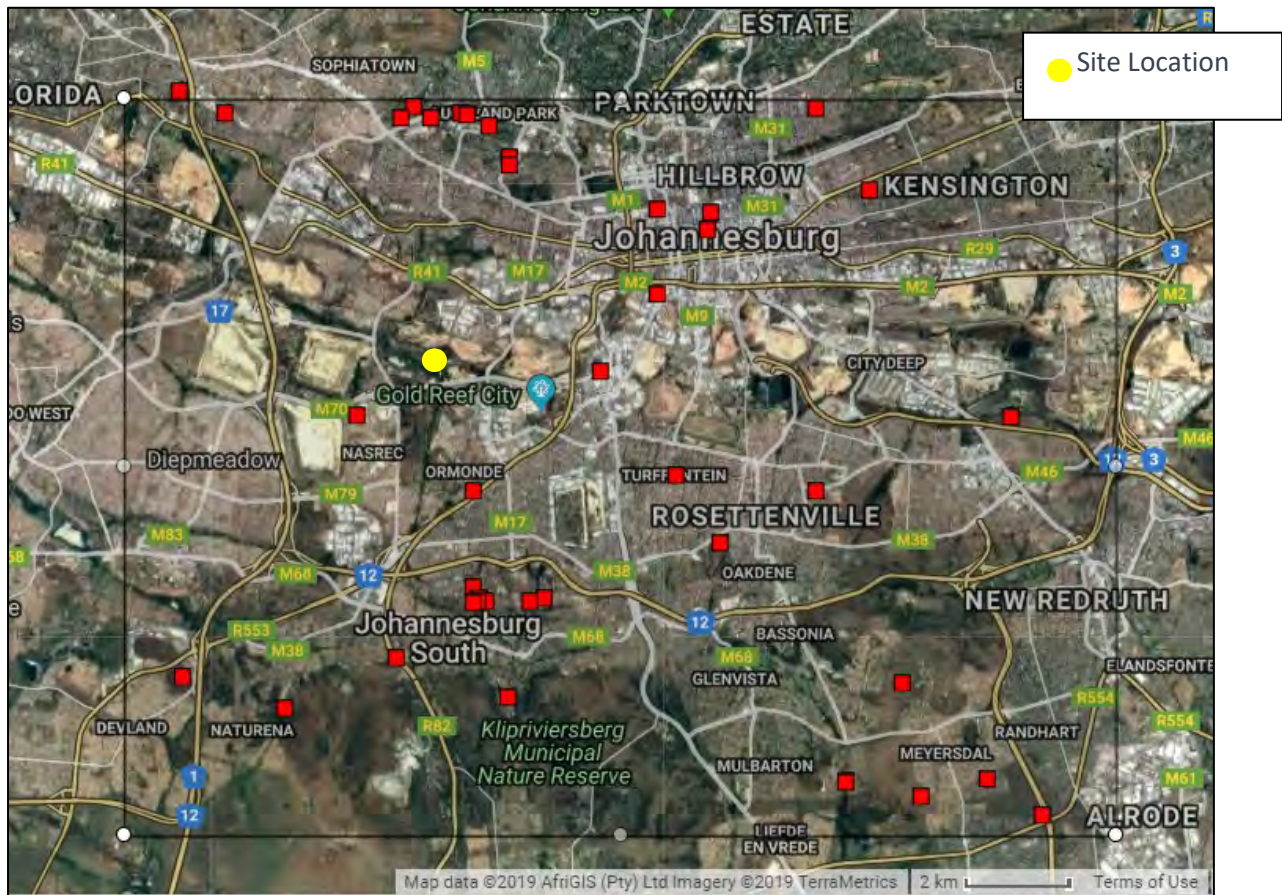 ESTATE
Site Location
SOPHIATOWN
M5
R
LORIDA
PARKTOWN
LAND PARK
M31
R41
HILLBROW
KENSINGTON
M1
M31
Johannesburg
R29
3
R41
M17
M2
M2
M2
17
M9
s
CITY DEEP
Gold Reef City
DO WEST
M70
NASREC
M46
Diepmeadow
ORMONDE
TURFFONTEIN
M46
3
M79
M17
ROSETTENVILLE
M83
M38
68
M68
12
M38
OAKDENE
e
NEW REDRUTH
R553
Johannesburg
South
M68
12
BASSONIA
M38
M68
ELANDSFONTE
GLENVISTA
R554
DEVLAND
NATURENA
R82
Klipriviersberg
Municipal
Nature Reserve
RANDHART
R554
MEYERSDAL
MULBARTON
1
M61
12
ALRODE
LIEFDE
EN VREDE
Map data ©2019 AfriGIS (Pty) Ltd Imagery ©2019 TerraMetrics
2 km
Terms of Use